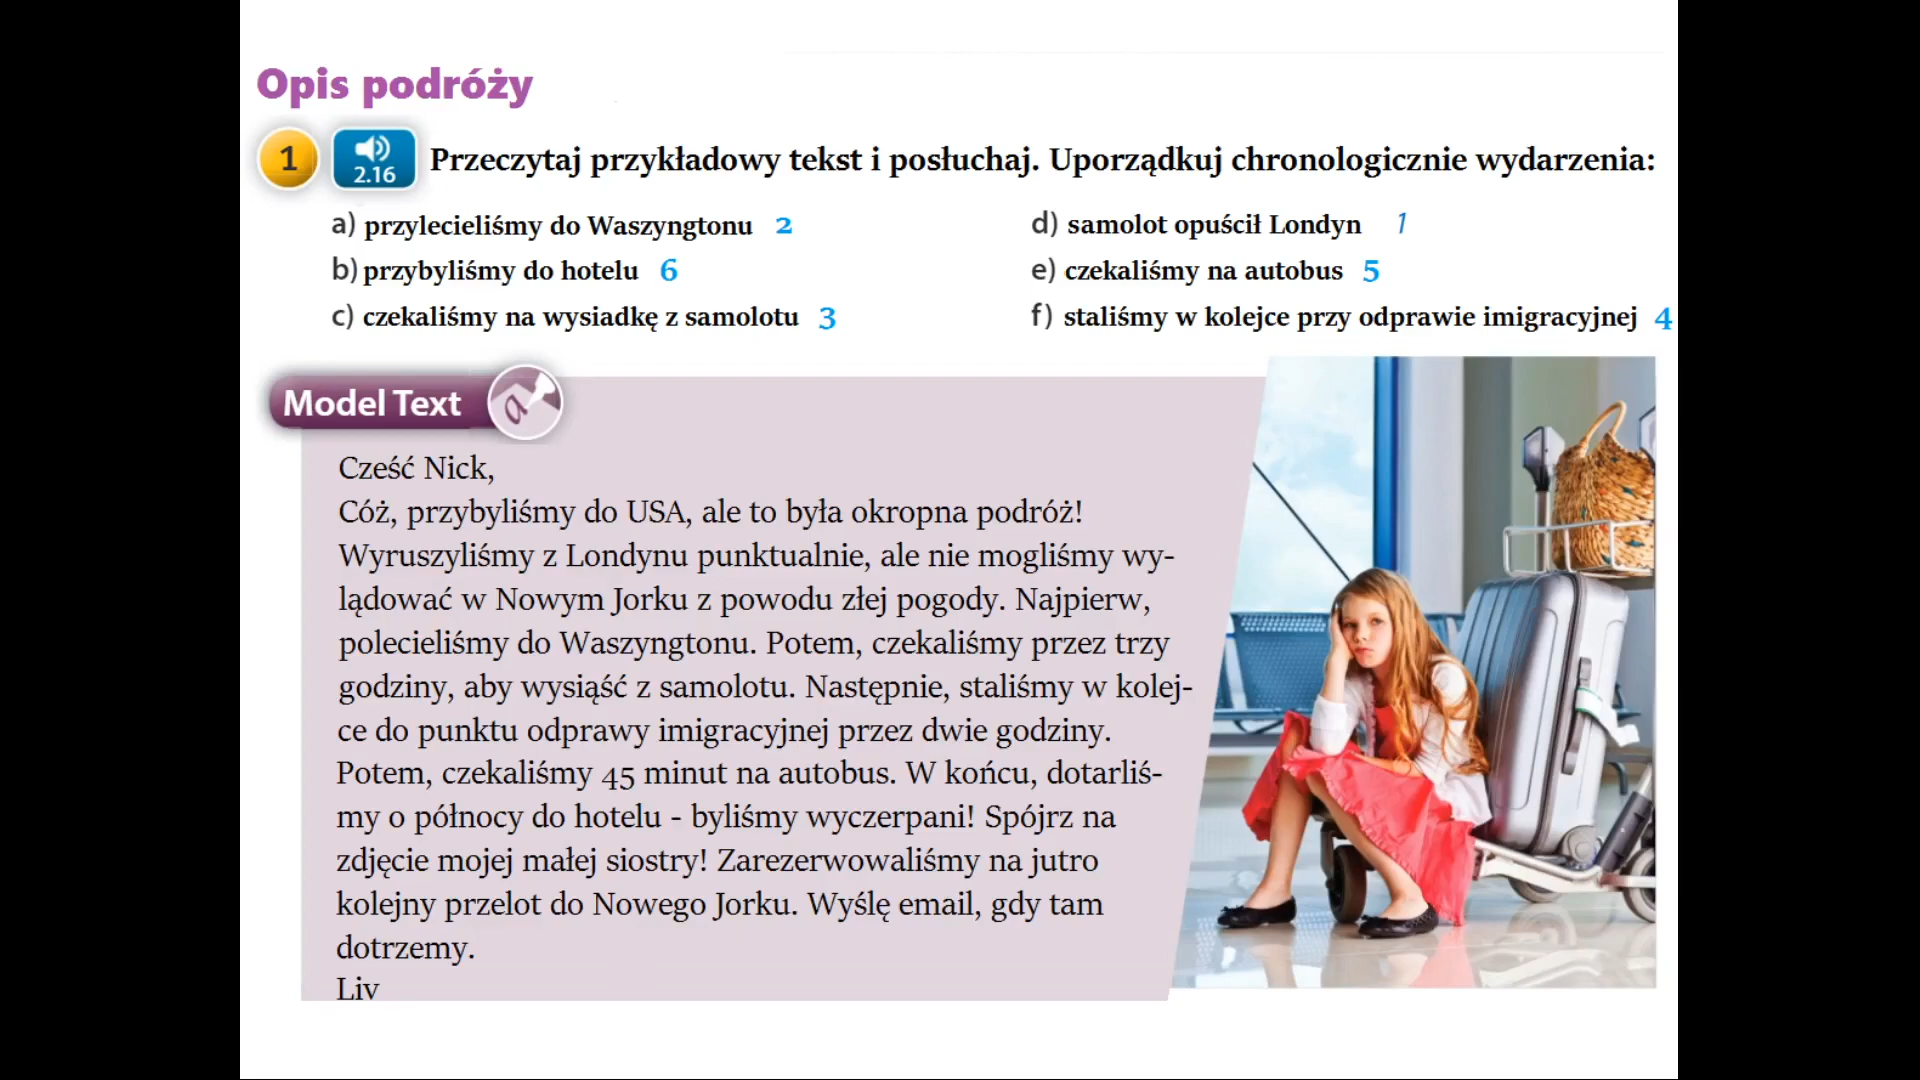 Opis podróży
1 2.16 Przeczytaj przykładowy tekst i posłuchaj. Uporządkuj chronologicznie wydarzenia:
a) przylecieliśmy do Waszyngtonu 2
b) przybyliśmy do hotelu 6
c) czekaliśmy na wysiadkę z samolotu 3
d) samolot opuścił Londyn 1
e) czekaliśmy na autobus 5
f) staliśmy w kolejce przy odprawie imigracyjnej 4
Model Text a
Cześć Nick,
Cóż, przybyliśmy do USA, ale to była okropna podróż!
Wyruszyliśmy z Londynu punktualnie, ale nie mogliśmy wy-
lądować w Nowym Jorku z powodu złej pogody. Najpierw,
polecieliśmy do Waszyngtonu. Potem, czekaliśmy przez trzy
godziny, aby wysiąść z samolotu. Następnie, staliśmy w kolej-
ce do punktu odprawy imigracyjnej przez dwie godziny.
Potem, czekaliśmy 45 minut na autobus. W końcu, dotarliś-
my o północy do hotelu - byliśmy wyczerpani! Spójrz na
zdjęcie mojej małej siostry! Zarezerwowaliśmy na jutro
kolejny przelot do Nowego Jorku. Wyślę email, gdy tam
dotrzemy.
Liv